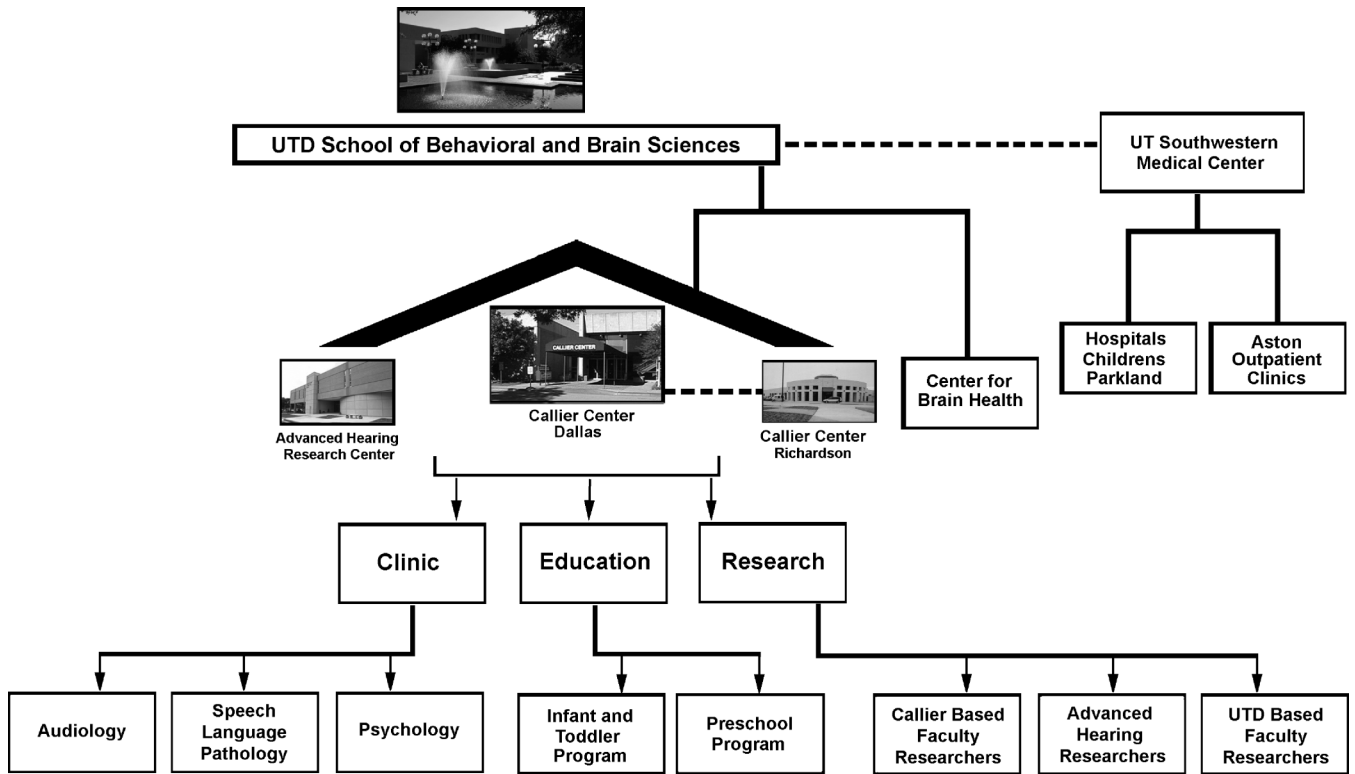 UTD School of Behavioral and Brain Sciences
UT Southwestern
Medical Center
Hospitals
Childrens
Parkland
Aston
Outpatient
Clinics
CALLIER CENTER
Center for
Brain Health
Advanced Hearing
Research Center
Callier Center
Dallas
Callier Center
Richardson
Clinic
Education
Research
Audiology
Speech
Language
Pathology
Psychology
Infant and
Toddler
Program
Preschool
Program
Callier Based
Faculty
Researchers
Advanced
Hearing
Researchers
UTD Based
Faculty
Researchers